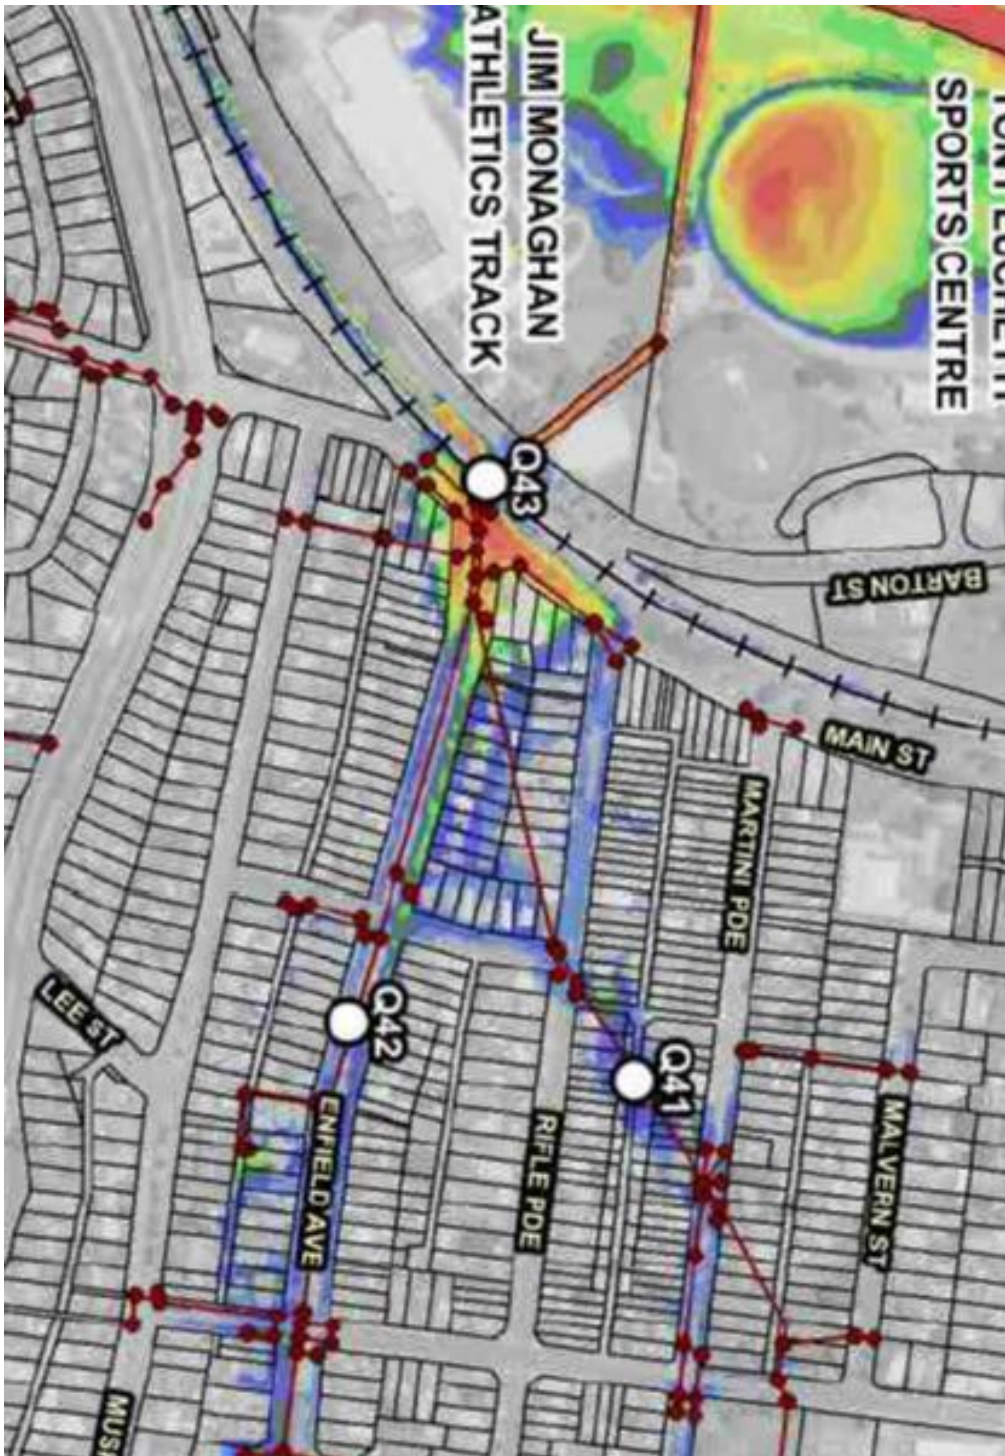 JIM MONAGHAN
ATHLETICS TRACK
SPORTS CENTRE
Q43
BARTON ST
MAIN ST
MARTIN PDE
Q42
LEE ST
Q41
ENFIELD AVE
RIFLE PDE
MALVERN ST